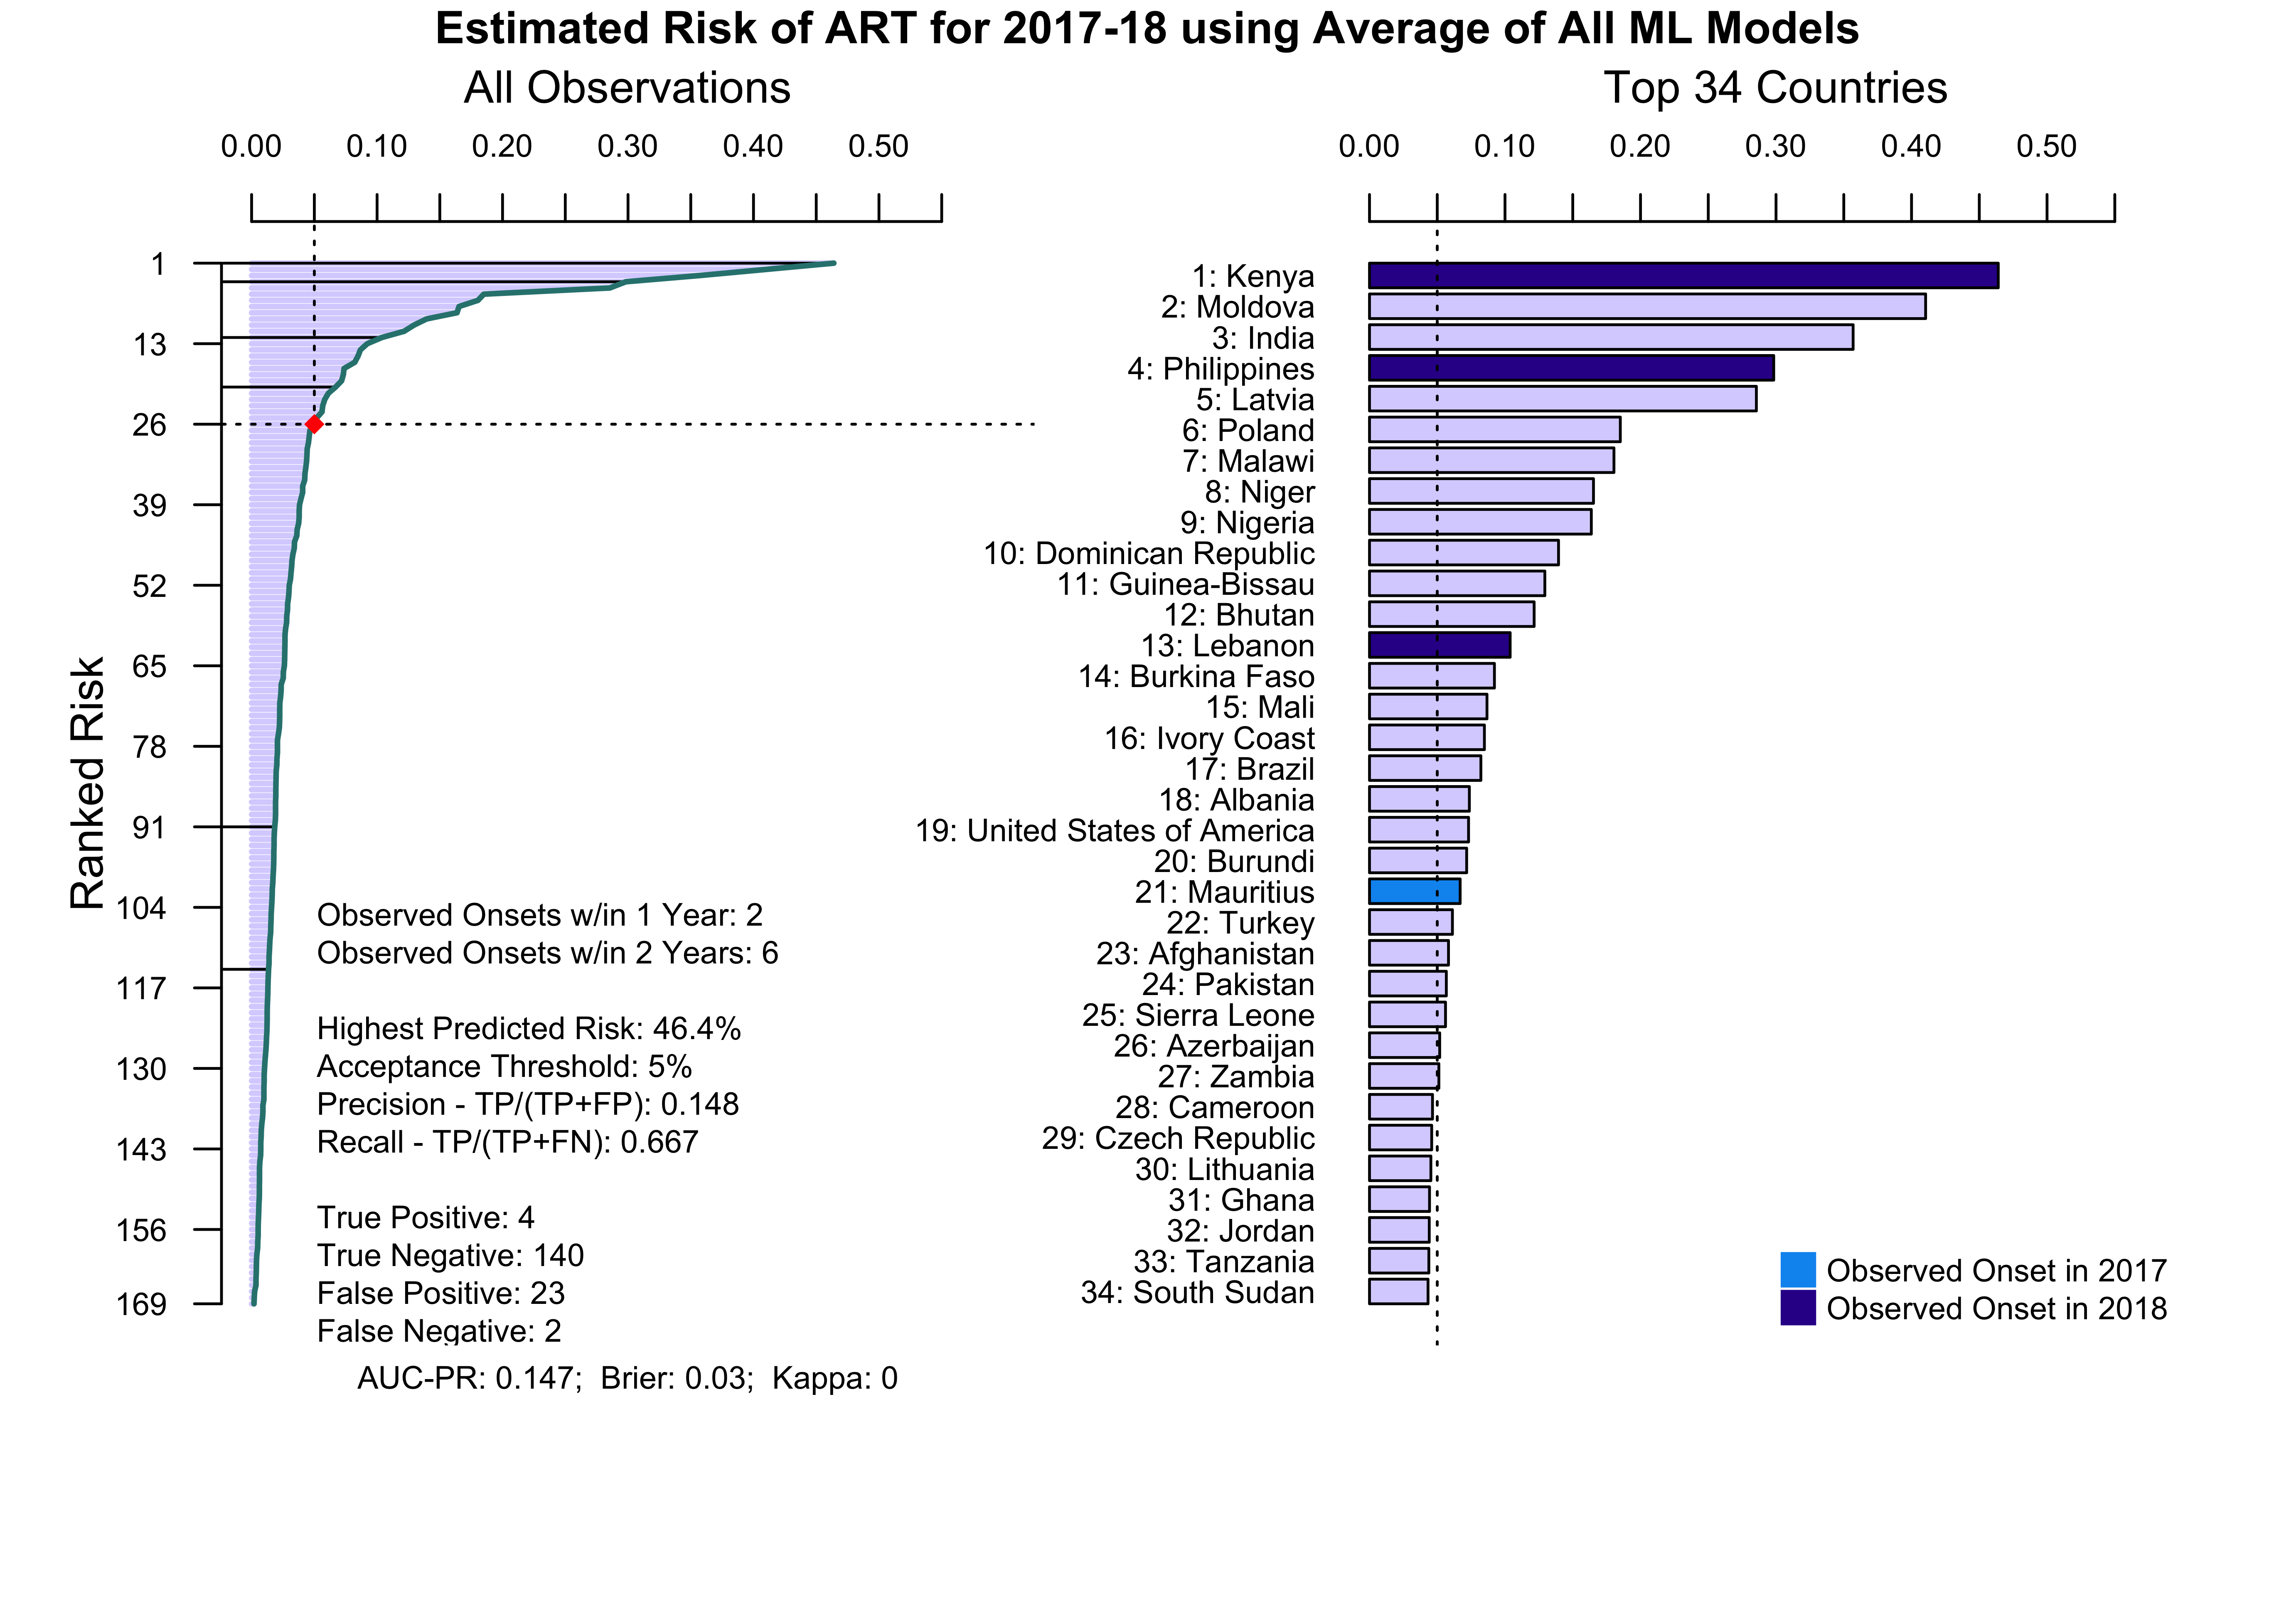 Estimated Risk of ART for 2017-18 using Average of All ML Models
All Observations
0.00 0.10 0.20 0.30 0.40 0.50
Ranked Risk
1
13
26
39
52
65
78
91
104
117
130
143
156
169
Observed Onsets w/in 1 Year: 2
Observed Onsets w/in 2 Years: 6
Highest Predicted Risk: 46.4%
Acceptance Threshold: 5%
Precision - TP/(TP+FP): 0.148
Recall - TP/(TP+FN): 0.667
True Positive: 4
True Negative: 140
False Positive: 23
False Negative: 2
AUC-PR: 0.147;  Brier: 0.03;  Kappa: 0
Top 34 Countries
0.00 0.10 0.20 0.30 0.40 0.50
1: Kenya
2: Moldova
3: India
4: Philippines
5: Latvia
6: Poland
7: Malawi
8: Niger
9: Nigeria
10: Dominican Republic
11: Guinea-Bissau
12: Bhutan
13: Lebanon
14: Burkina Faso
15: Mali
16: Ivory Coast
17: Brazil
18: Albania
19: United States of America
20: Burundi
21: Mauritius
22: Turkey
23: Afghanistan
24: Pakistan
25: Sierra Leone
26: Azerbaijan
27: Zambia
28: Cameroon
29: Czech Republic
30: Lithuania
31: Ghana
32: Jordan
33: Tanzania
34: South Sudan
Observed Onset in 2017
Observed Onset in 2018